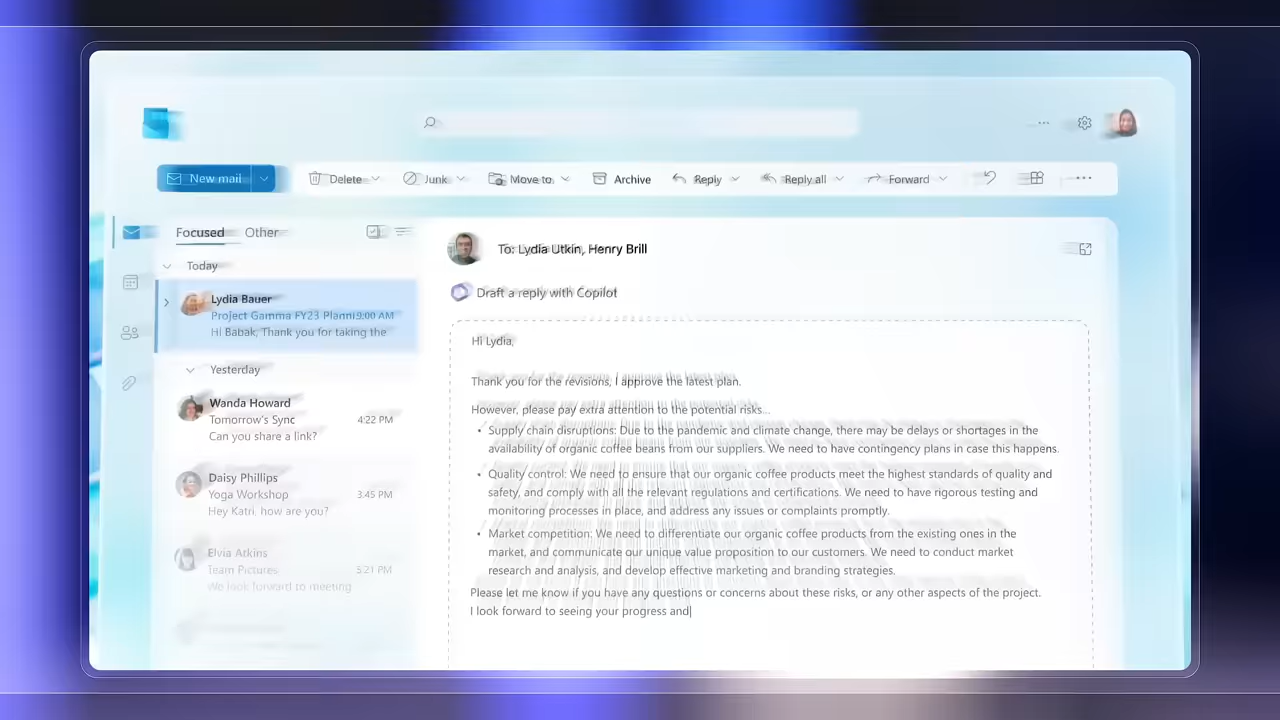 New mail
Delete
Junk
Move to
Archive
Reply
Reply all
Forward
Focused
Other
Today
Lydia Bauer
Project Gamma FY23 Planni 9:00 AM
Hi Babak, Thank you for taking the
Yesterday
Wanda Howard
Tomorrow's Sync 4:22 PM
Can you share a link?
Daisy Phillips
Yoga Workshop 3:45 PM
Hey Katri, how are you?
Elvia Atkins
Team Pictures
We look forward to meeting
To: Lydia Utkin, Henry Brill
Draft a reply with Copilot
Hi Lydia,
Thank you for the revisions, I approve the latest plan.
However, please pay extra attention to the potential risks...
• Supply chain disruptions: Due to the pandemic and climate change, there may be delays or shortages in the
availability of organic coffee beans from our suppliers. We need to have contingency plans in case this happens.
• Quality control: We need to ensure that our organic coffee products meet the highest standards of quality and
safety, and comply with all the relevant regulations and certifications. We need to have rigorous testing and
monitoring processes in place, and address any issues or complaints promptly.
• Market competition: We need to differentiate our organic coffee products from the existing ones in the
market, and communicate our unique value proposition to our customers. We need to conduct market
research and analysis, and develop effective marketing and branding strategies.
Please let me know if you have any questions or concerns about these risks, or any other aspects of the project.
I look forward to seeing your progress and